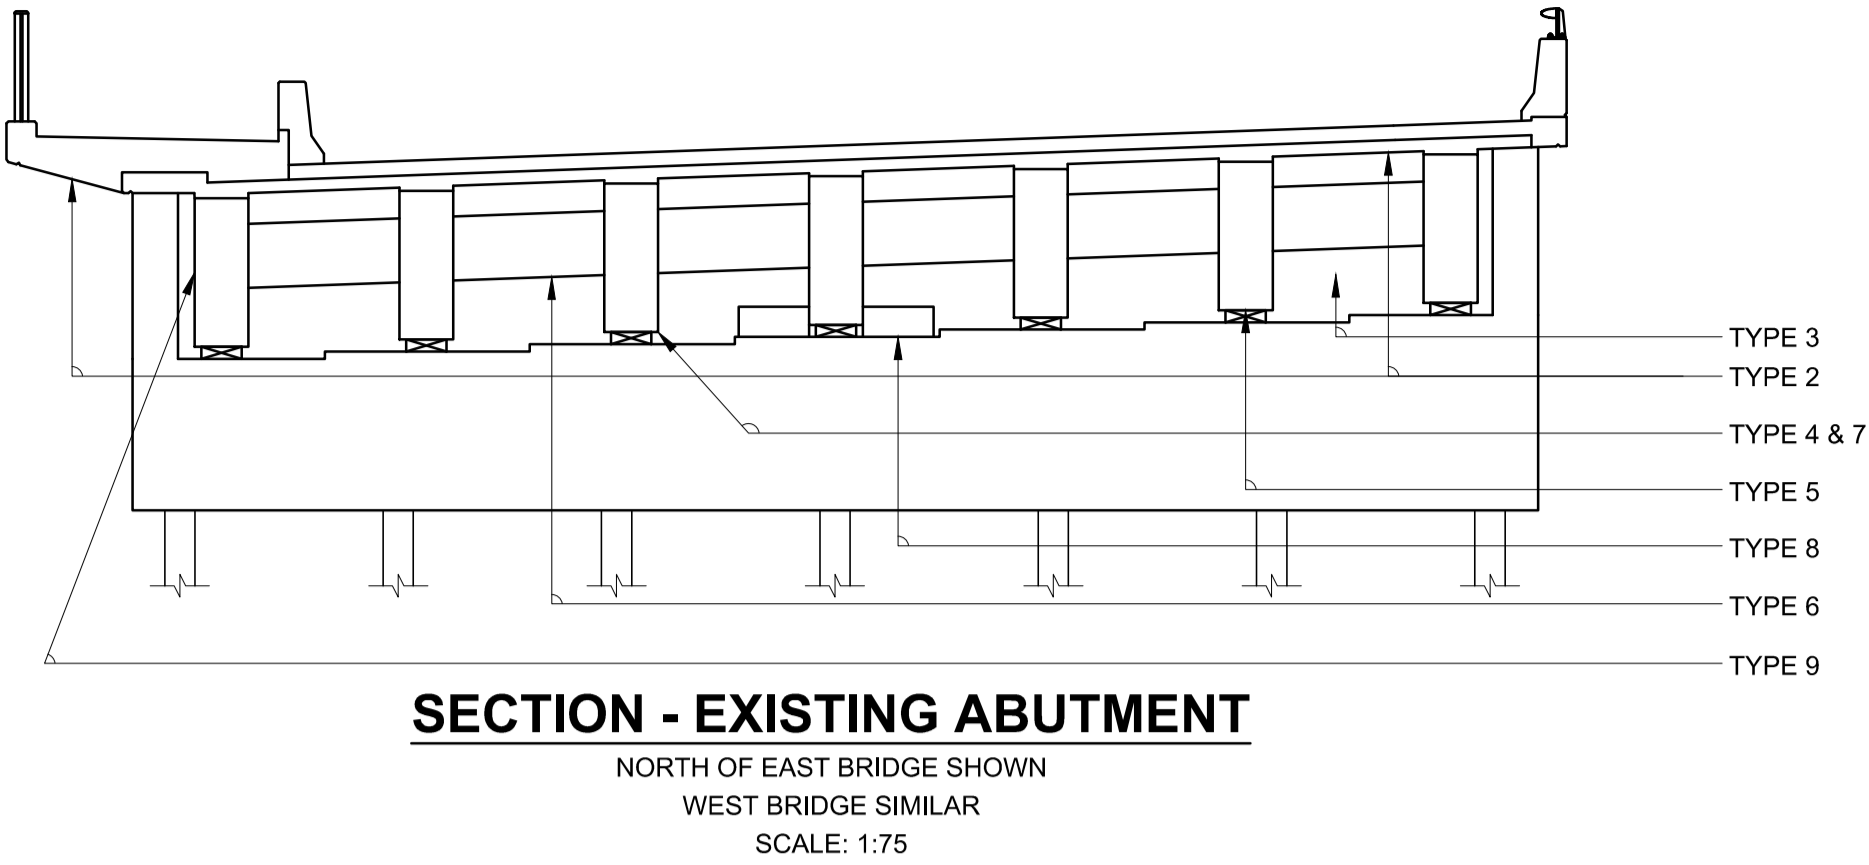 TYPE 3
TYPE 2
TYPE 4 & 7
TYPE 5
TYPE 8
TYPE 6
TYPE 9
SECTION - EXISTING ABUTMENT
NORTH OF EAST BRIDGE SHOWN
WEST BRIDGE SIMILAR
SCALE: 1:75